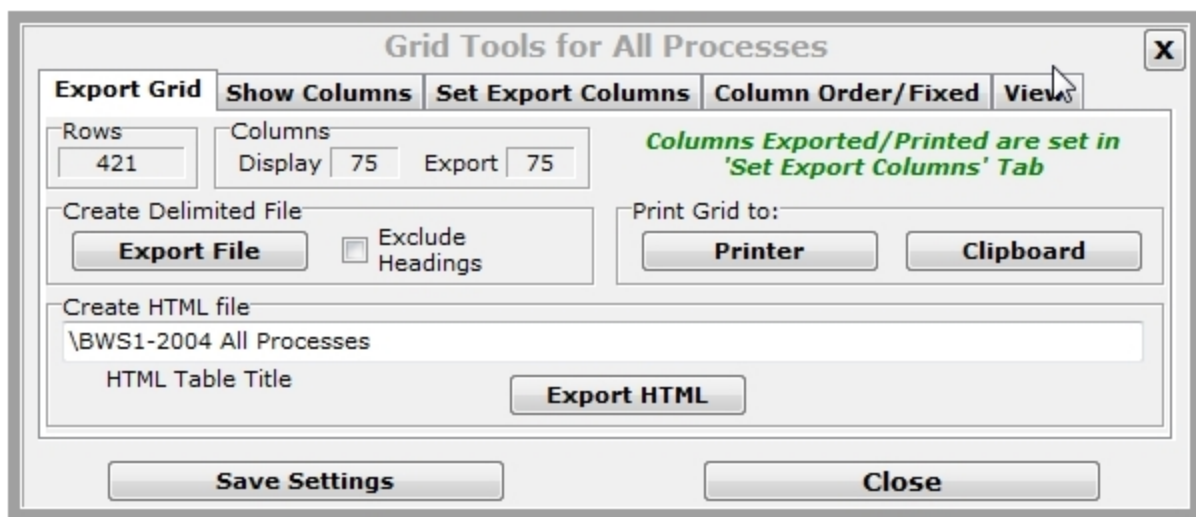 Grid Tools for All Processes
X
Export Grid Show Columns Set Export Columns Column Order/Fixed View
Rows
421
Columns
Display 75 Export 75
Columns Exported/Printed are set in
'Set Export Columns' Tab
Create Delimited File
Export File
Exclude
Headings
Print Grid to:
Printer Clipboard
Create HTML file
\BWS1-2004 All Processes
HTML Table Title
Export HTML
Save Settings Close